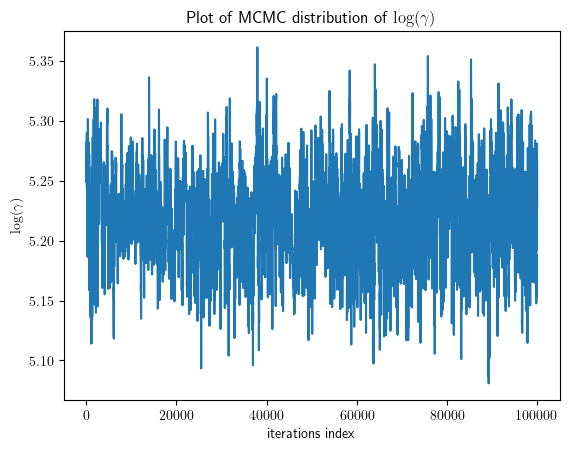 Plot of MCMC distribution of log(γ)
5.35
5.30
5.25
5.20
5.15
5.10
log(γ)
0 20000 40000 60000 80000 100000
iterations index